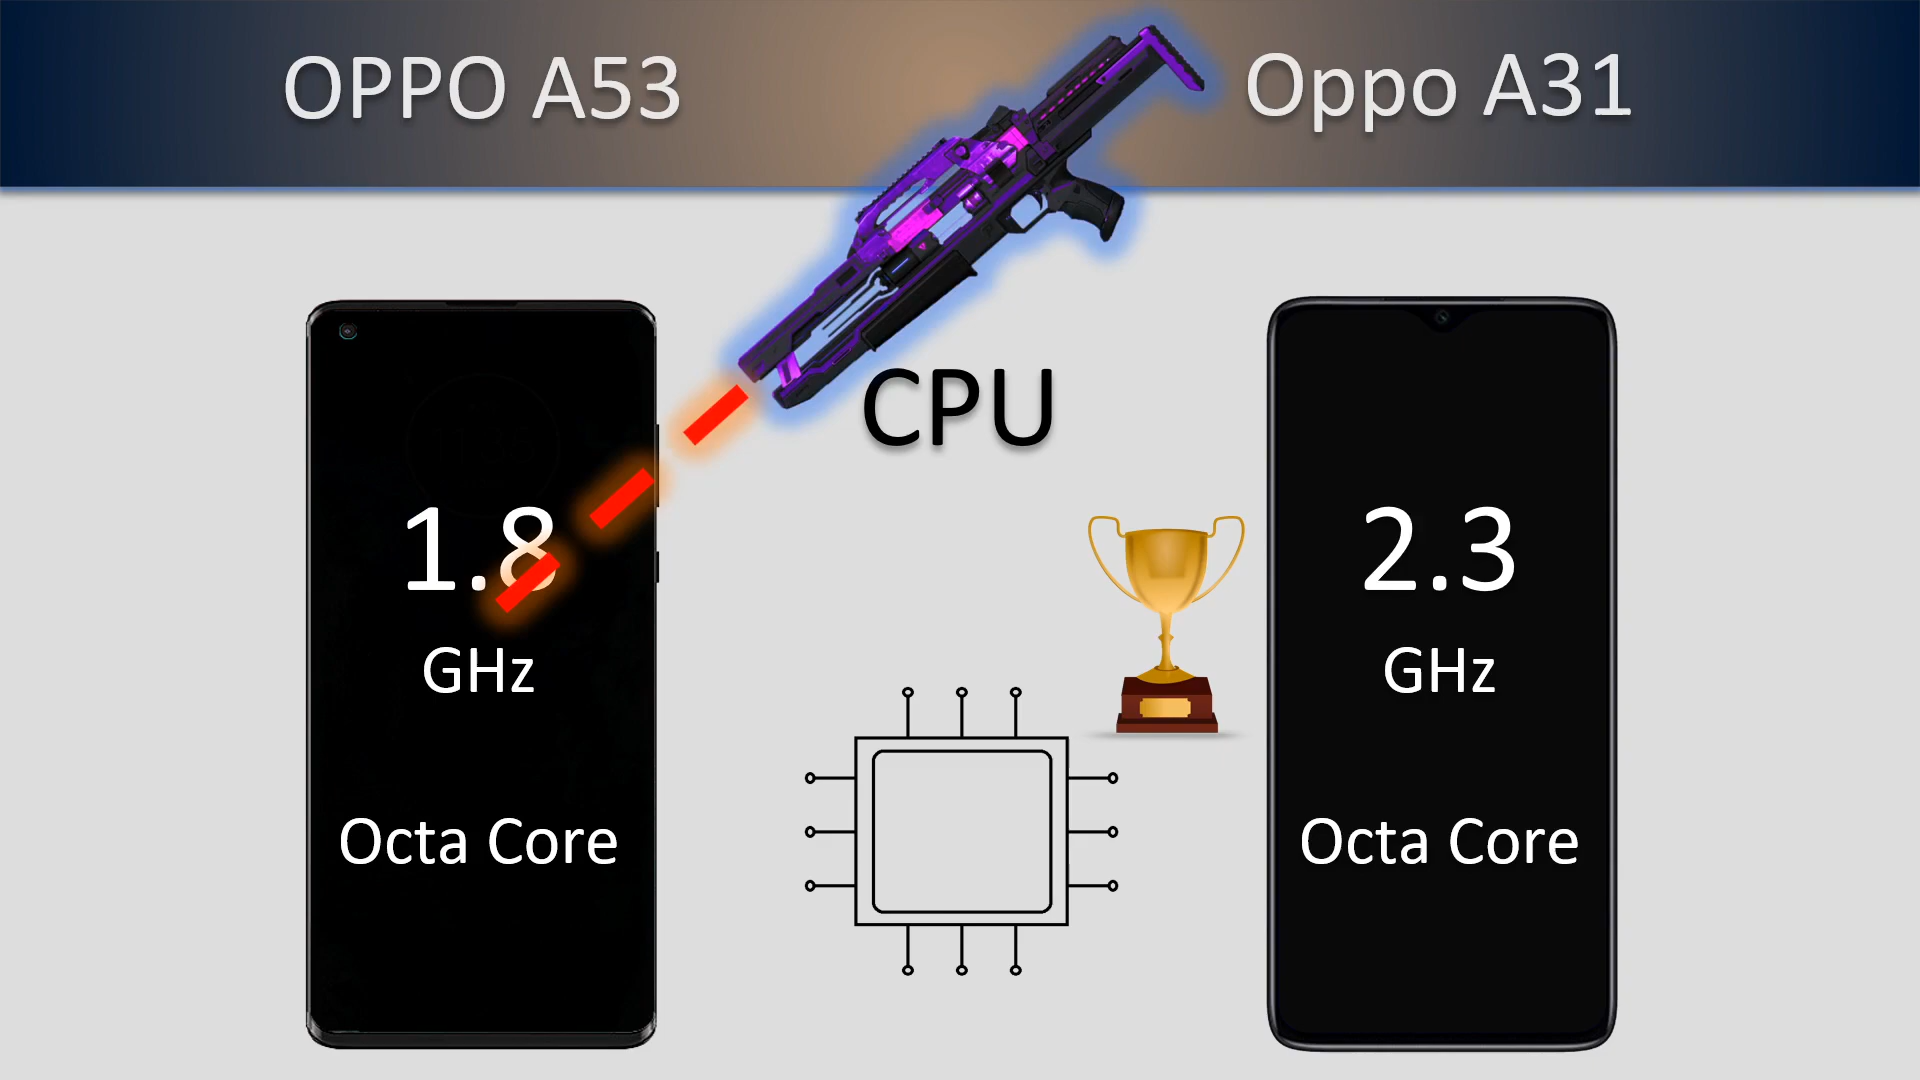 OPPO A53
Oppo A31
CPU
1.8
GHz
Octa Core
2.3
GHz
Octa Core